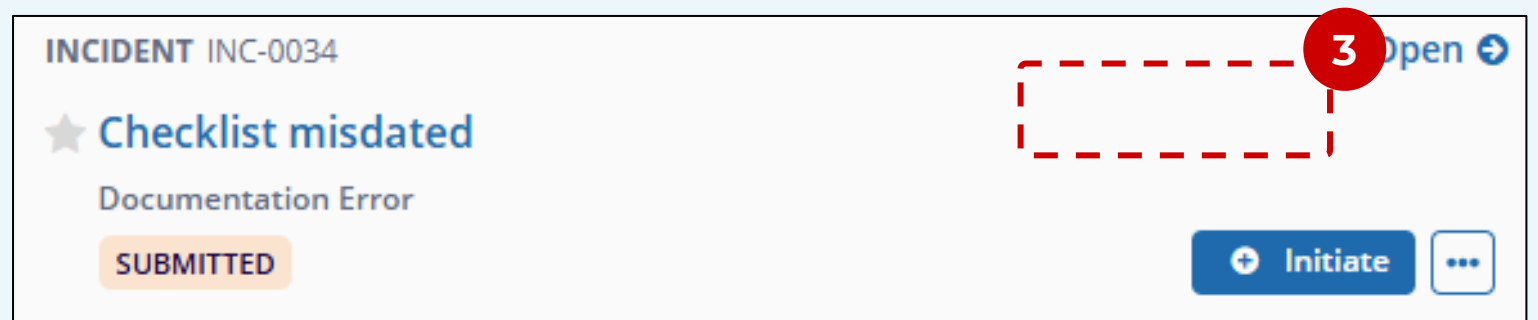 INCIDENT INC-0034
3
Open
Checklist misdated
Documentation Error
SUBMITTED
Initiate